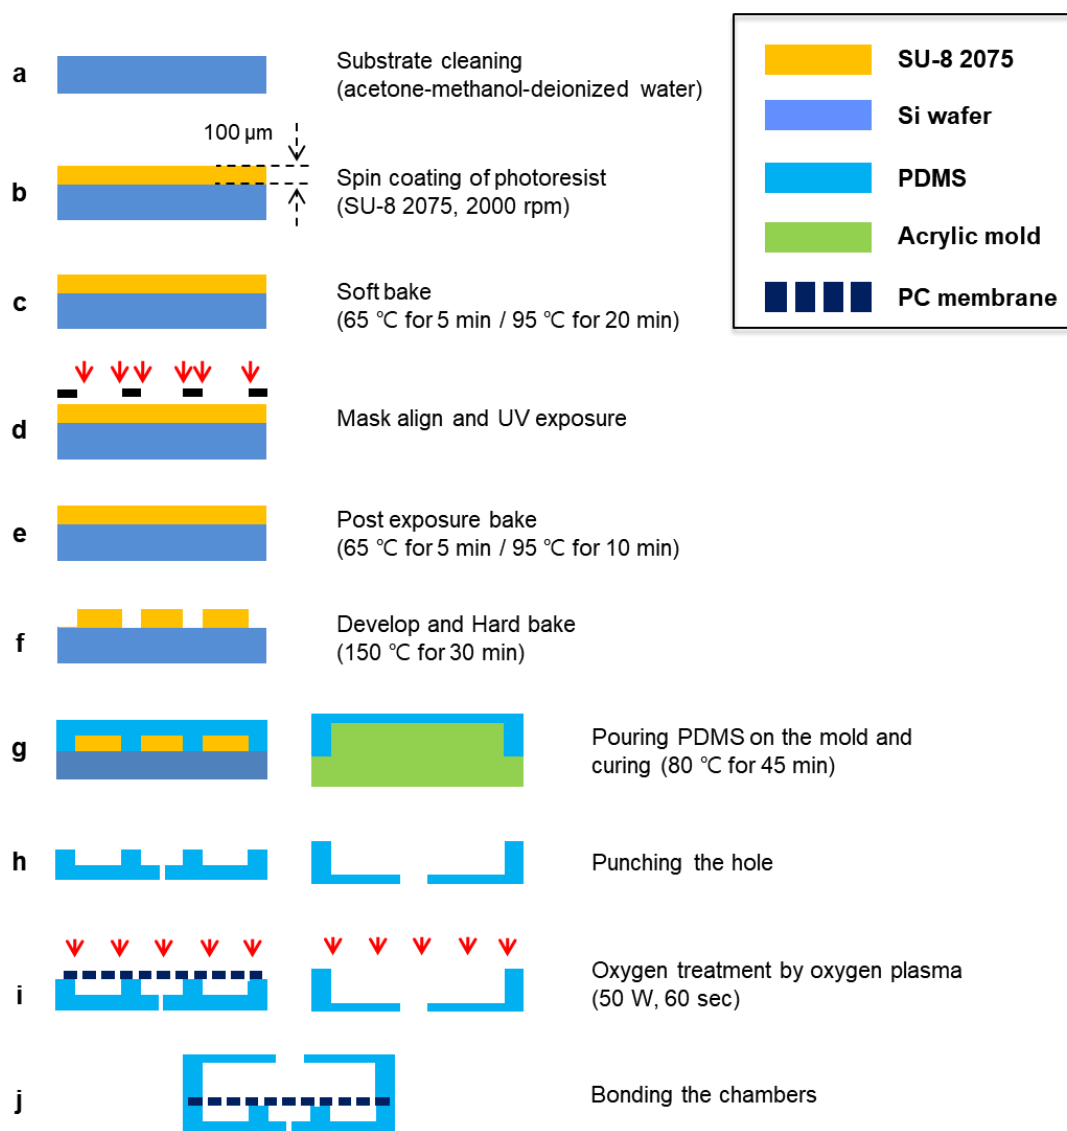 a
Substrate cleaning
(acetone-methanol-deionized water)
SU-8 2075
Si wafer
PDMS
Acrylic mold
PC membrane
100 µm
b
Spin coating of photoresist
(SU-8 2075, 2000 rpm)
c
Soft bake
(65 ℃ for 5 min / 95 ℃ for 20 min)
d
Mask align and UV exposure
e
Post exposure bake
(65 ℃ for 5 min / 95 ℃ for 10 min)
f
Develop and Hard bake
(150 ℃ for 30 min)
g
Pouring PDMS on the mold and
curing (80 ℃ for 45 min)
h
Punching the hole
i
Oxygen treatment by oxygen plasma
(50 W, 60 sec)
j
Bonding the chambers